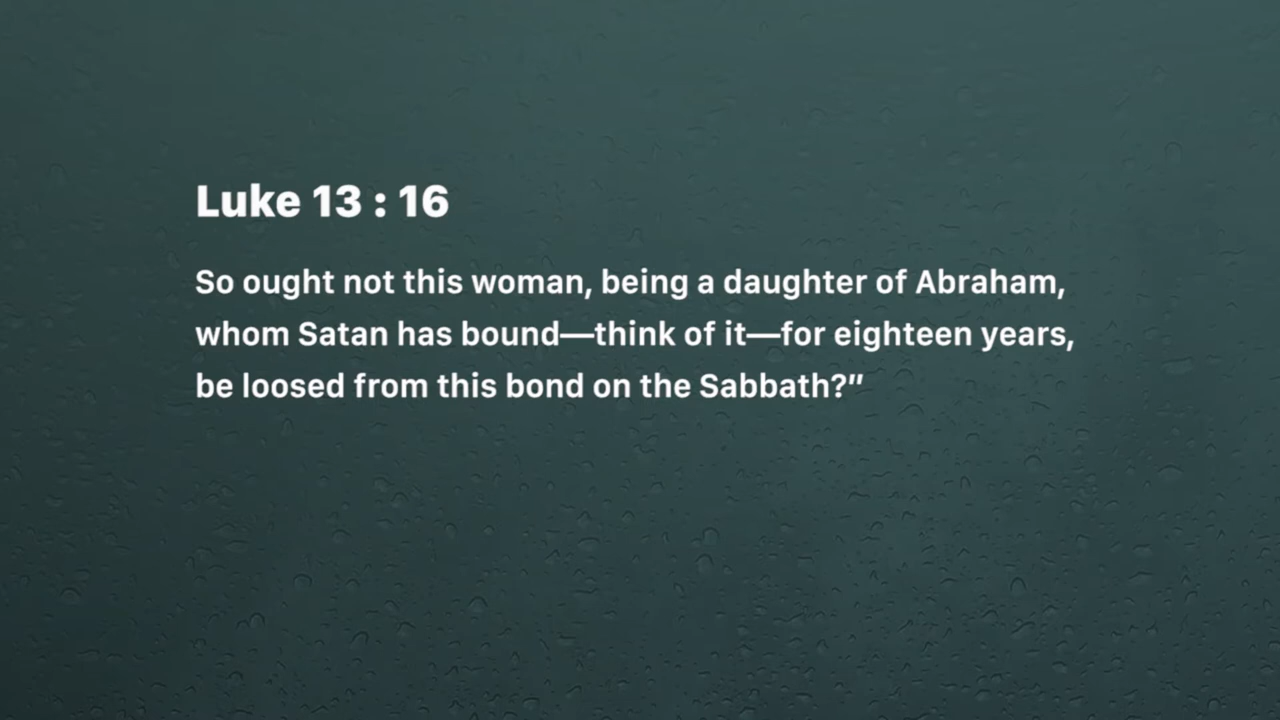 Luke 13 : 16
So ought not this woman, being a daughter of Abraham,
whom Satan has bound—think of it—for eighteen years,
be loosed from this bond on the Sabbath?”